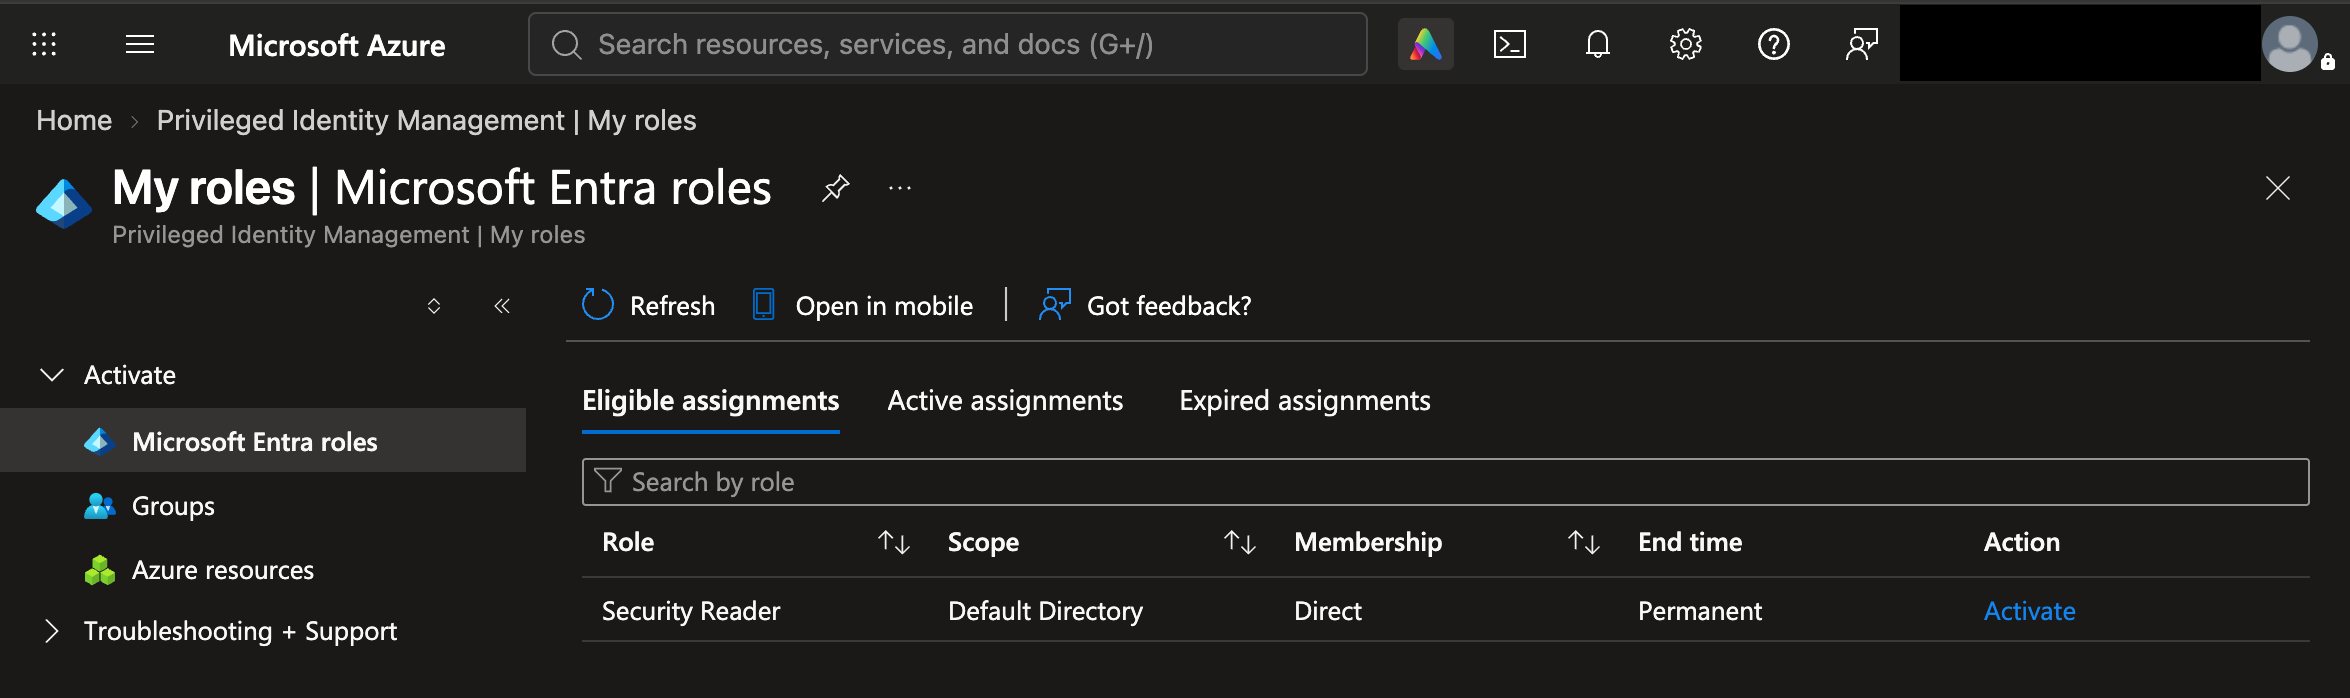 Microsoft Azure
Search resources, services, and docs (G+/)
Home > Privileged Identity Management | My roles
My roles | Microsoft Entra roles
Privileged Identity Management | My roles
Refresh
Open in mobile
Got feedback?
Activate
Microsoft Entra roles
Groups
Azure resources
Troubleshooting + Support
Eligible assignments
Active assignments
Expired assignments
Search by role
Role Scope Membership End time Action
Security Reader Default Directory Direct Permanent Activate